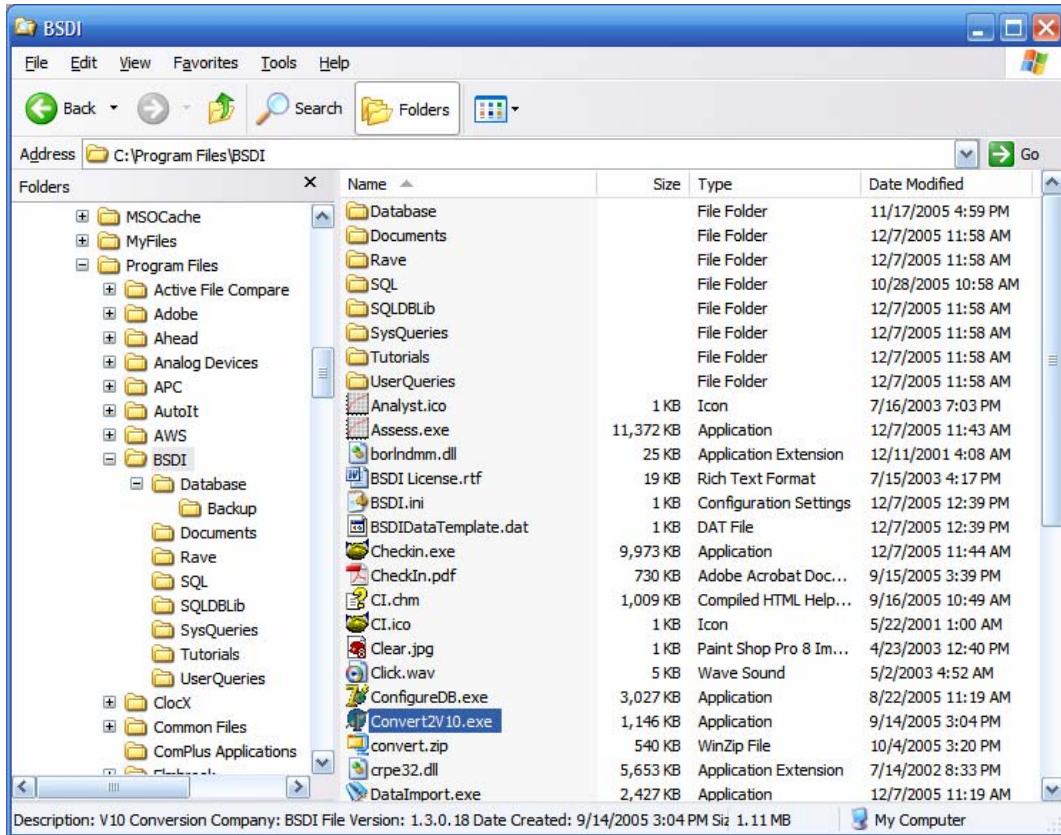 BSDI
File Edit View Favorites Tools Help
Back Search Folders
Address C:\Program Files\BSDI Go
Folders
MSOCache
MyFiles
Program Files
Active File Compare
Adobe
Ahead
Analog Devices
APC
AutoIt
AWS
BSDI
Database
Backup
Documents
Rave
SQL
SQLDBLib
SysQueries
Tutorials
UserQueries
ClocX
Common Files
ComPlus Applications
Name Size Type Date Modified
Database File Folder 11/17/2005 4:59 PM
Documents File Folder 12/7/2005 11:58 AM
Rave File Folder 12/7/2005 11:58 AM
SQL File Folder 10/28/2005 10:58 AM
SQLDBLib File Folder 12/7/2005 11:58 AM
SysQueries File Folder 12/7/2005 11:58 AM
Tutorials File Folder 12/7/2005 11:58 AM
UserQueries File Folder 12/7/2005 11:58 AM
Analyst.ico 1 KB Icon 7/16/2003 7:03 PM
Assess.exe 11,372 KB Application 12/7/2005 11:43 AM
borlndmm.dll 25 KB Application Extension 12/11/2001 4:08 AM
BSDI License.rtf 19 KB Rich Text Format 7/15/2003 4:17 PM
BSDI.ini 1 KB Configuration Settings 12/7/2005 12:39 PM
BSDIDataTemplate.dat 1 KB DAT File 12/7/2005 12:39 PM
Checkin.exe 9,973 KB Application 12/7/2005 11:44 AM
CheckIn.pdf 730 KB Adobe Acrobat Doc... 9/15/2005 3:39 PM
CI.chm 1,009 KB Compiled HTML Help... 9/16/2005 10:49 AM
CI.ico 1 KB Icon 5/22/2001 1:00 AM
Clear.jpg 1 KB Paint Shop Pro 8 Im... 4/23/2003 12:40 PM
Click.wav 5 KB Wave Sound 5/2/2003 4:52 AM
ConfigureDB.exe 3,027 KB Application 8/22/2005 11:19 AM
Convert2V10.exe 1,146 KB Application 9/14/2005 3:04 PM
convert.zip 540 KB WinZip File 10/4/2005 3:20 PM
crpe32.dll 5,653 KB Application Extension 7/14/2002 8:33 PM
DataImport.exe 2,427 KB Application 12/7/2005 11:19 AM
Description: V10 Conversion Company: BSDI File Version: 1.3.0.18 Date Created: 9/14/2005 3:04 PM Siz 1.11 MB My Computer